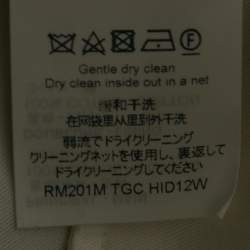 Gentle dry clean
Dry clean inside out in a net
缓和干洗
在网袋里从里到外干洗
弱流でドライクリーニング
クリーニングネットを使用し、裏返して
ドライクリーニングしてください
RM201M TGC HID12W